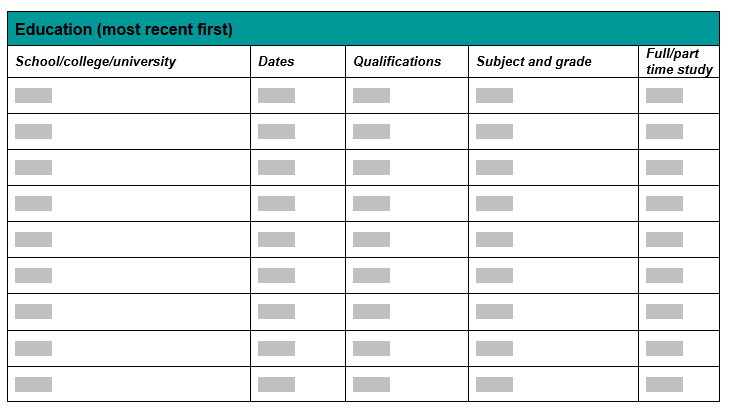 Education (most recent first)
School/college/university Dates Qualifications Subject and grade Full/part
time study